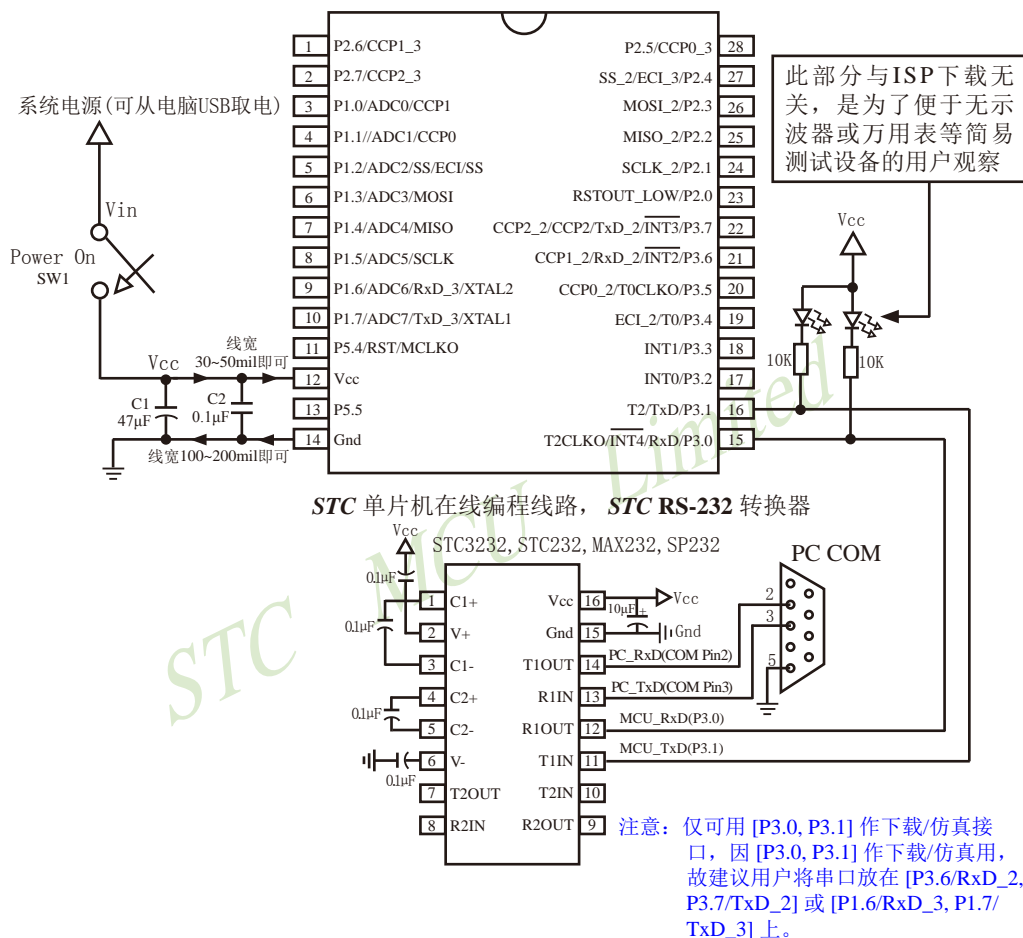 1 P2.6/CCP1_3
2 P2.7/CCP2_3
3 P1.0/ADC0/CCP1
4 P1.1//ADC1/CCP0
5 P1.2/ADC2/SS/ECI/SS
6 P1.3/ADC3/MOSI
7 P1.4/ADC4/MISO
8 P1.5/ADC5/SCLK
9 P1.6/ADC6/RxD_3/XTAL2
10 P1.7/ADC7/TxD_3/XTAL1
11 P5.4/RST/MCLKO
12 Vcc
13 P5.5
14 Gnd
P2.5/CCP0_3 28
SS_2/ECI_3/P2.4 27
MOSI_2/P2.3 26
MISO_2/P2.2 25
SCLK_2/P2.1 24
RSTOUT_LOW/P2.0 23
CCP2_2/CCP2/TxD_2/INT3/P3.7 22
CCP1_2/RxD_2/INT2/P3.6 21
CCP0_2/T0CLKO/P3.5 20
ECI_2/T0/P3.4 19
INT1/P3.3 18
INT0/P3.2 17
T2/TxD/P3.1 16
T2CLKO/INT4/RxD/P3.0 15
系统电源(可从电脑USB取电)
Vin
Power On
SW1
Vcc
线宽
30~50mil即可
C1
47μF
C2
0.1μF
线宽100~200mil即可
此部分与ISP下载无
关，是为了便于无示
波器或万用表等简易
测试设备的用户观察
Vcc
10K
10K
STC 单片机在线编程线路， STC RS-232 转换器
STC3232,STC232,MAX232,SP232
Vcc
0.1μF
0.1μF
0.1μF
0.1μF
1 C1+
2 V+
3 C1-
4 C2+
5 C2-
6 V-
7 T2OUT
8 R2IN
Vcc 16
Gnd 15
T1OUT 14
R1IN 13
R1OUT 12
T1IN 11
T2IN 10
R2OUT 9
10μF +
Vcc
Gnd
PC_RxD(COM Pin2)
PC_TxD(COM Pin3)
MCU_RxD(P3.0)
MCU_TxD(P3.1)
PC COM
2
3
5
STC MCU Limited
注意：仅可用 [P3.0, P3.1] 作下载/仿真接
口，因 [P3.0, P3.1] 作下载/仿真用，
故建议用户将串口放在 [P3.6/RxD_2,
P3.7/TxD_2] 或 [P1.6/RxD_3, P1.7/
TxD_3] 上。